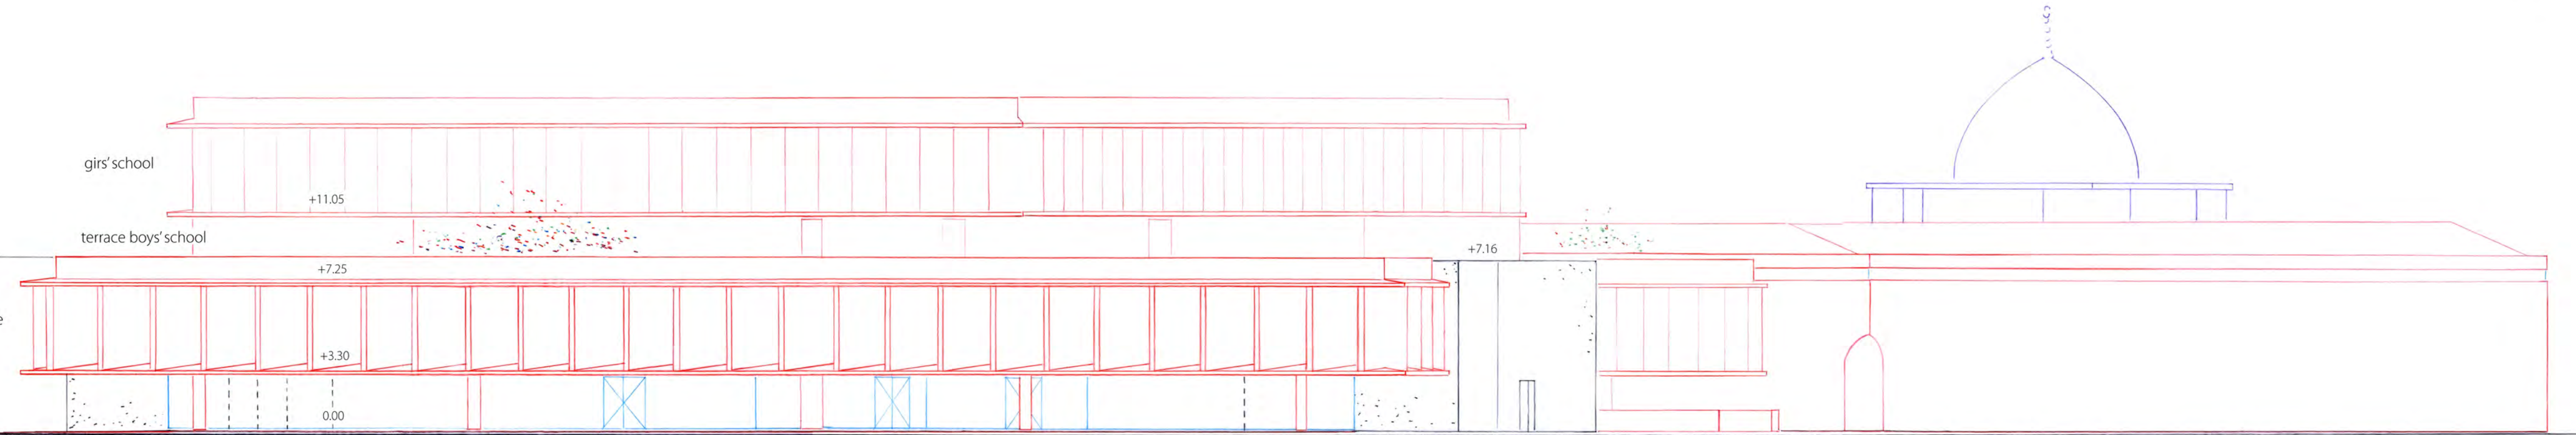 girs' school
+11.05
terrace boys' school
+7.16
+7.25
+3.30
0.00